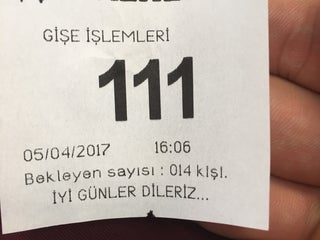 GİŞE İŞLEMLERİ
111
05/04/2017 16:06
Bekleyen sayısı : 014 kişi.
İYİ GÜNLER DİLERİZ...